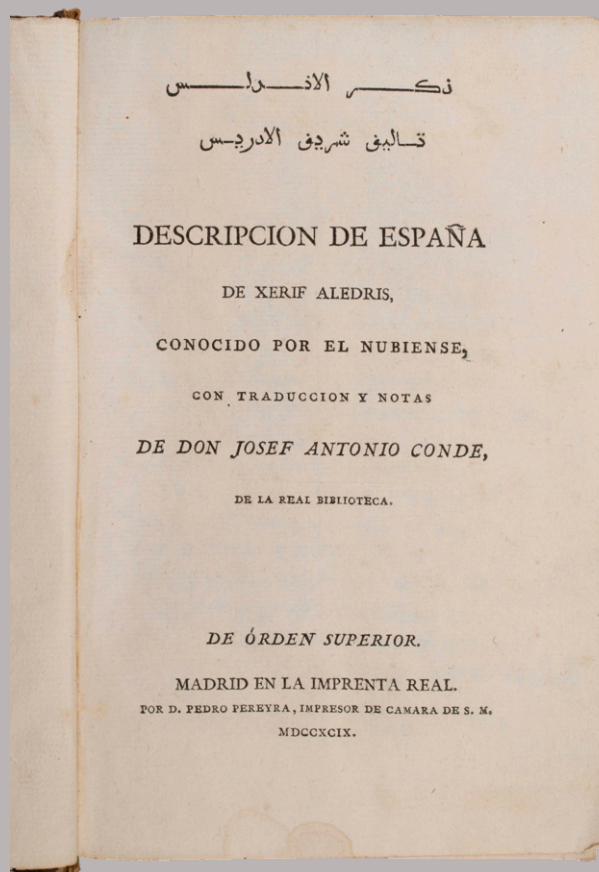 ذكر الاندلس
تاليف شريف الادريس
DESCRIPCION DE ESPAÑA
DE XERIF ALEDRIS,
CONOCIDO POR EL NUBIENSE,
CON TRADUCCION Y NOTAS
DE DON JOSEF ANTONIO CONDE,
DE LA REAL BIBLIOTECA.
DE ÓRDEN SUPERIOR.
MADRID EN LA IMPRENTA REAL.
POR D. PEDRO PEREYRA, IMPRESOR DE CAMARA DE S. M.
MDCCXCIX.